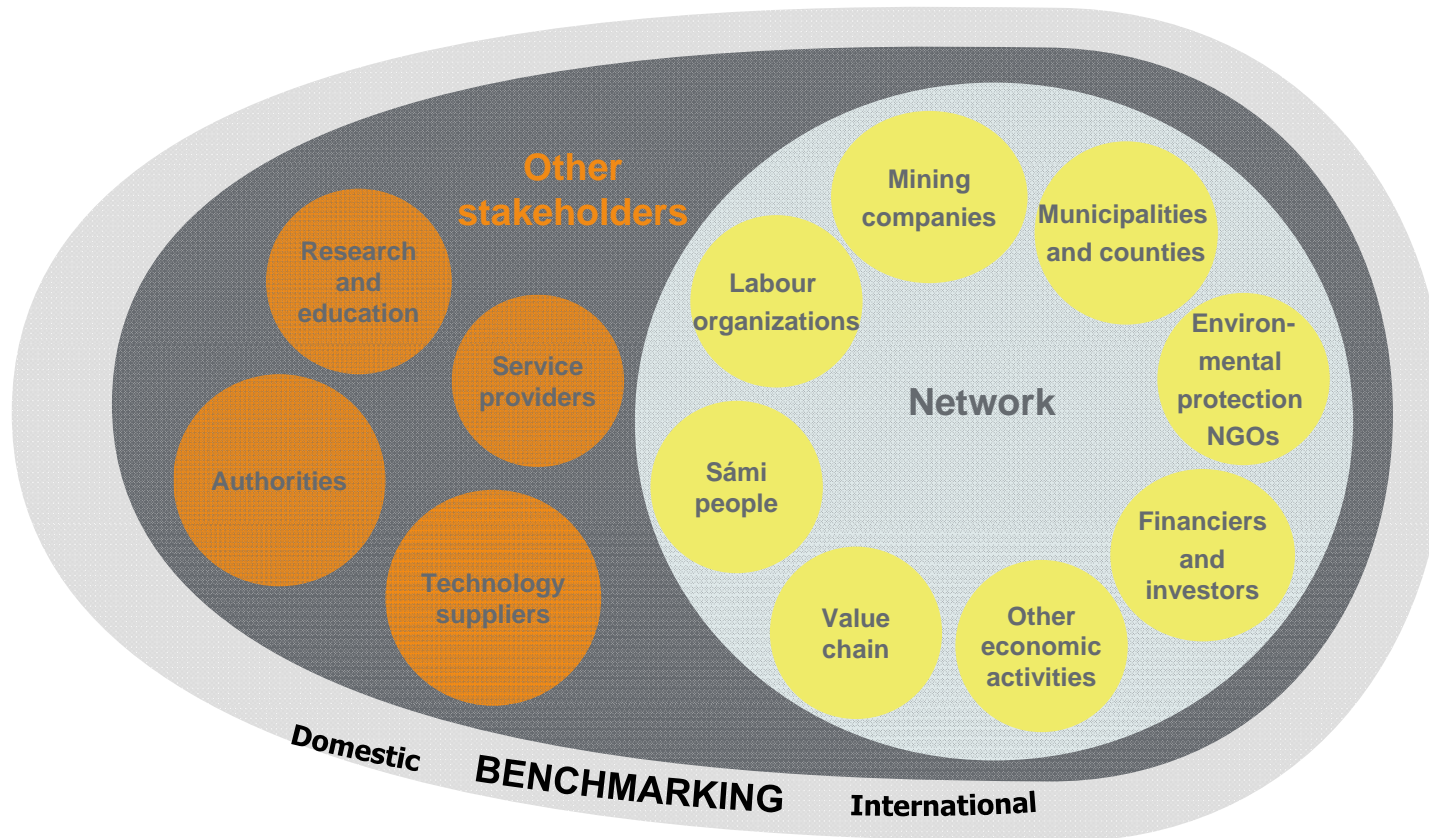 Other
stakeholders
Research
and
education
Service
providers
Authorities
Technology
suppliers
Mining
companies
Municipalities
and counties
Labour
organizations
Environ-
mental
protection
NGOs
Network
Sámi
people
Financiers
and
investors
Value
chain
Other
economic
activities
Domestic BENCHMARKING International